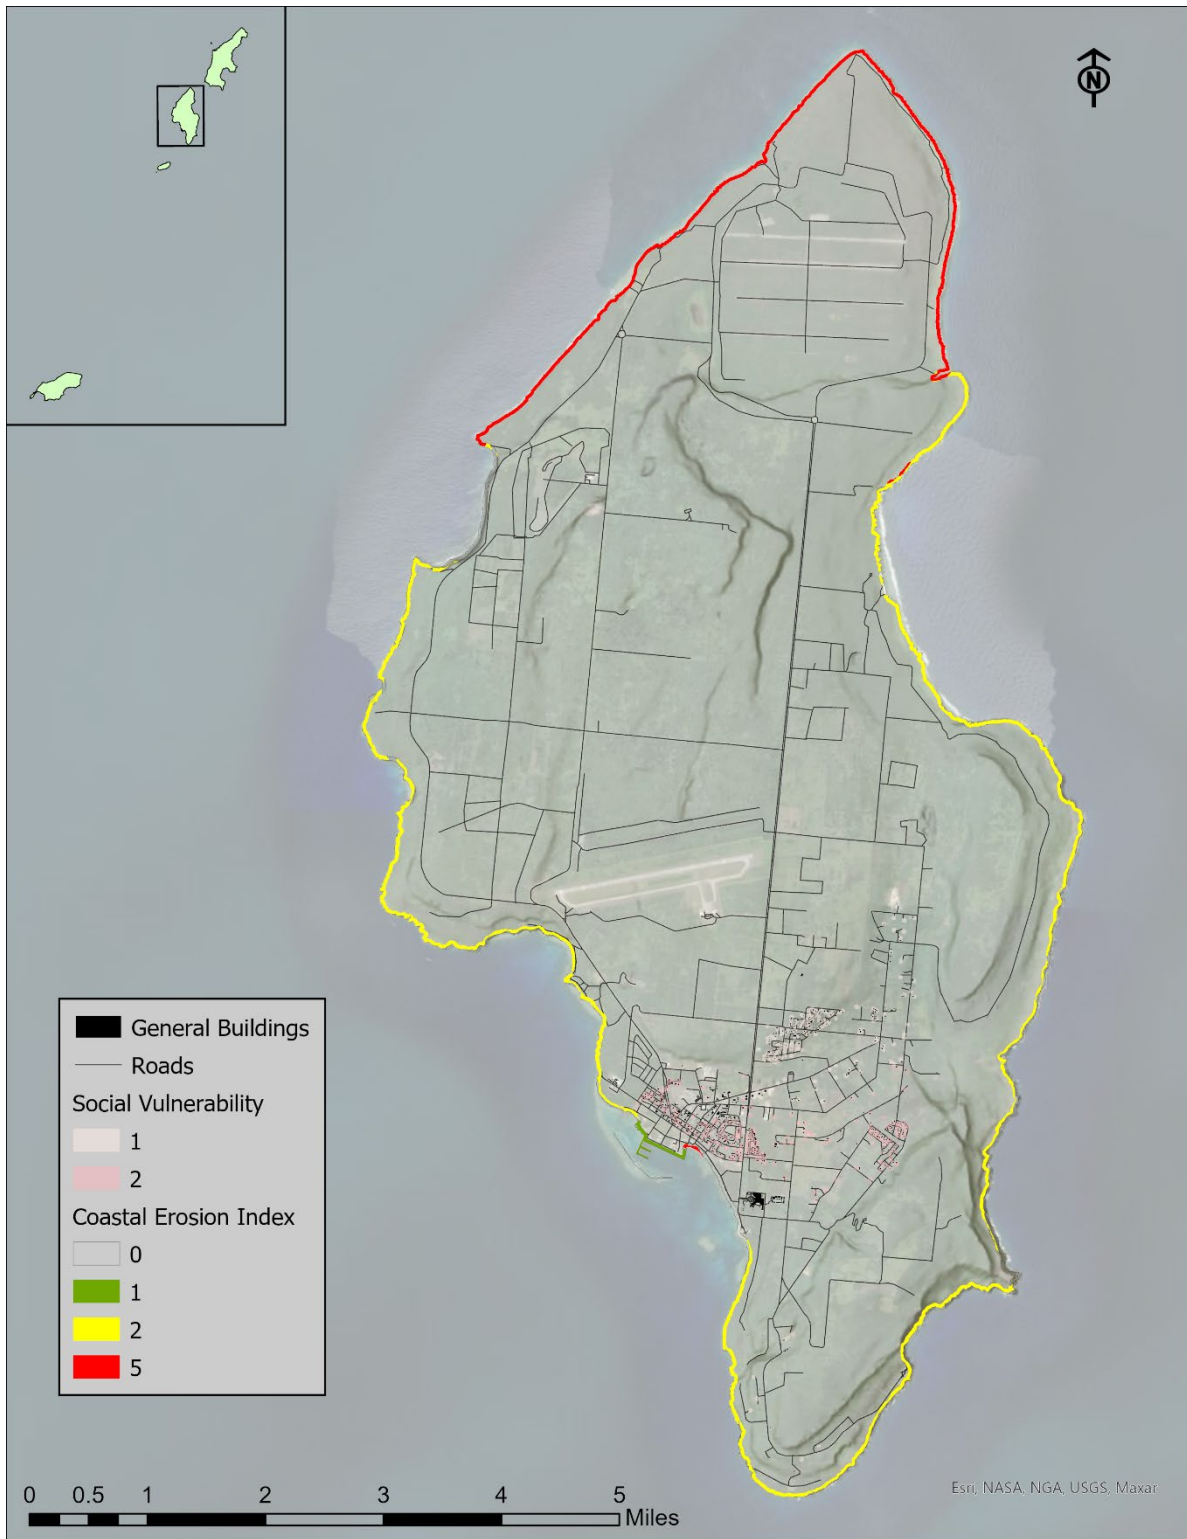 N
General Buildings
Roads
Social Vulnerability
1
2
Coastal Erosion Index
0
1
2
5
0 0.5 1 2 3 4 5
Miles
Esri, NASA, NGA, USGS, Maxar